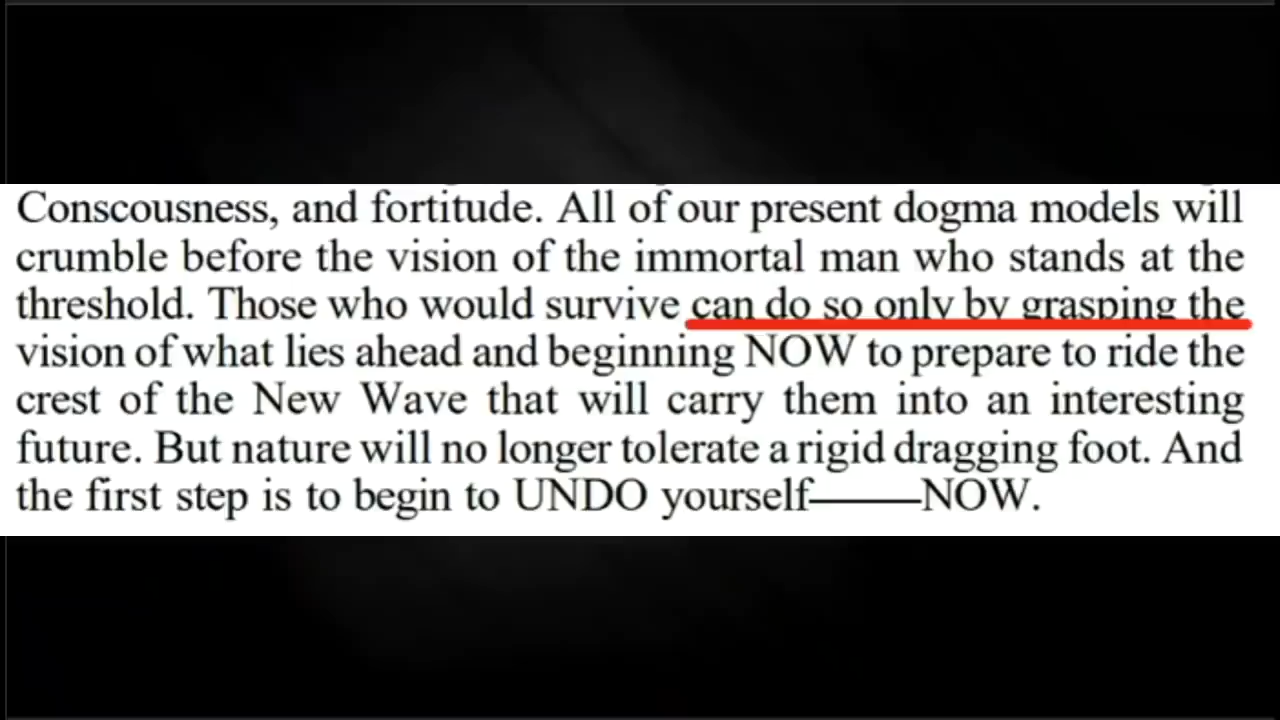 Conscousness, and fortitude. All of our present dogma models will
crumble before the vision of the immortal man who stands at the
threshold. Those who would survive can do so only by grasping the
vision of what lies ahead and beginning NOW to prepare to ride the
crest of the New Wave that will carry them into an interesting
future. But nature will no longer tolerate a rigid dragging foot. And
the first step is to begin to UNDO yourself——NOW.